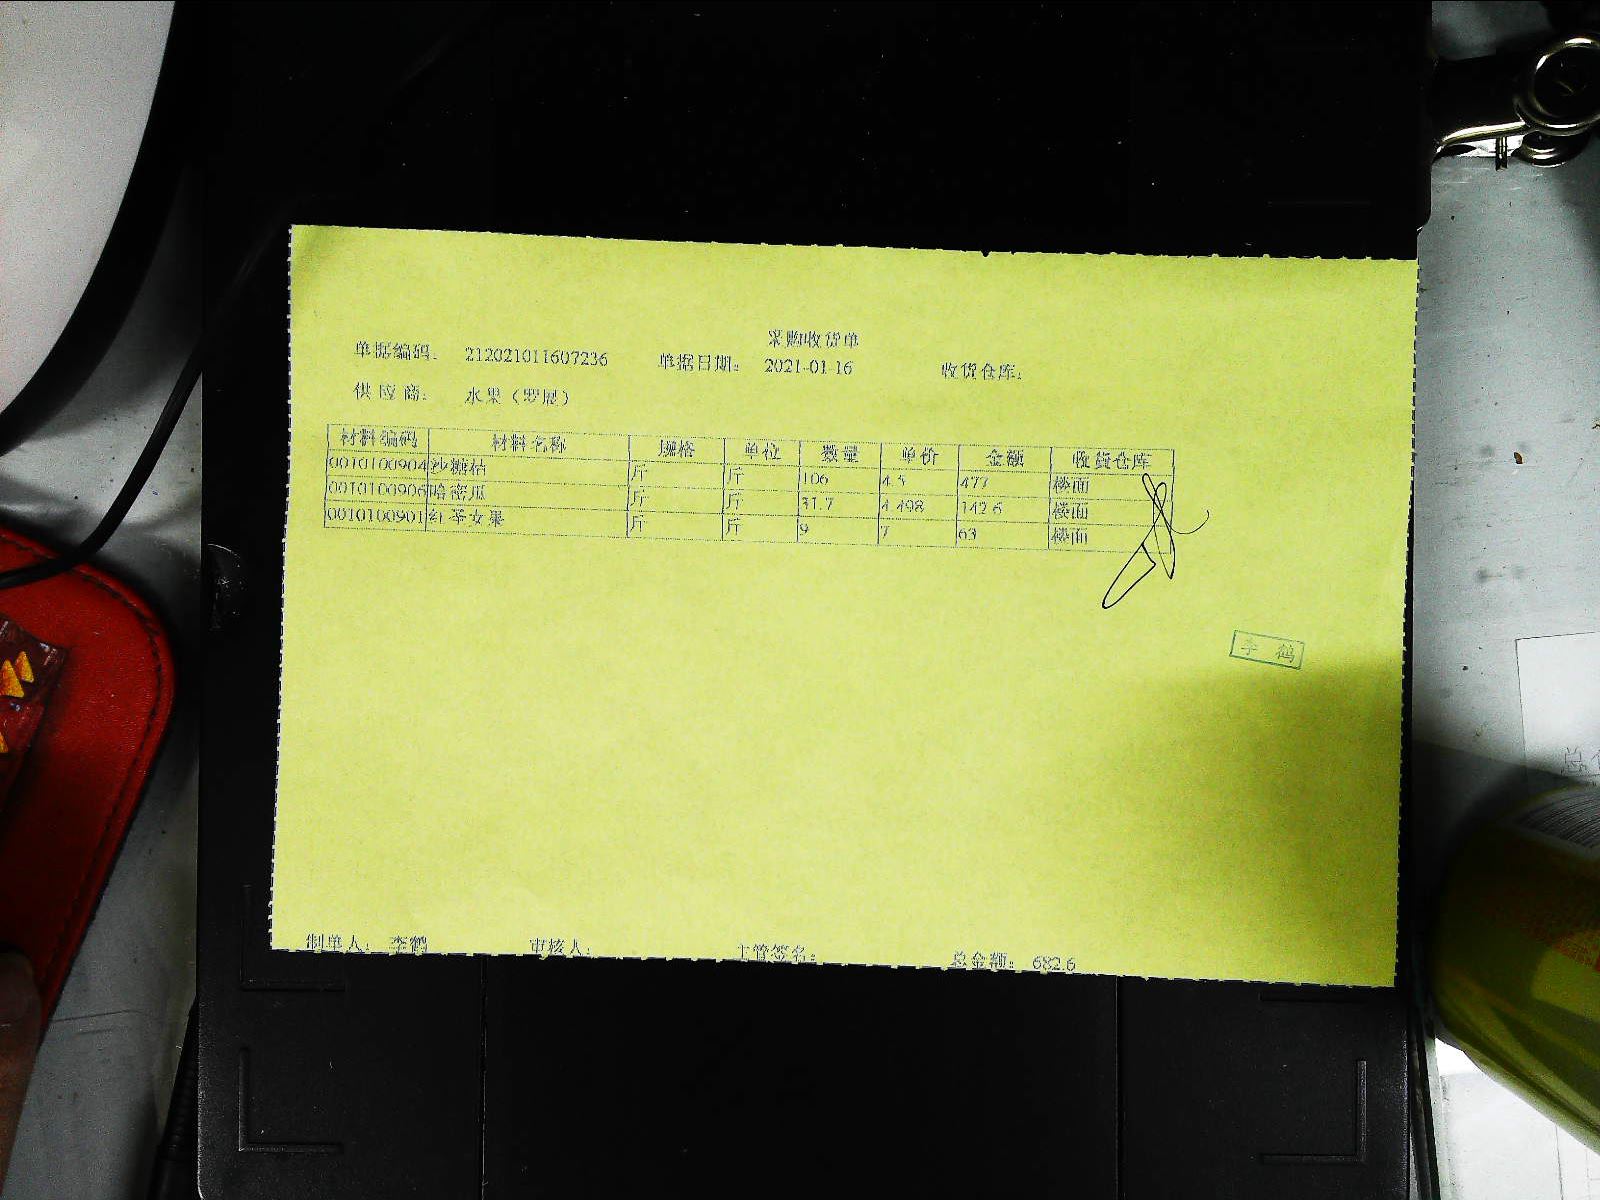 采购收货单
单据编码： 212021011607236 单据日期： 2021-01-16 收货仓库：
供应商： 水果（罗展）
材料编码 材料名称 规格 单位 数量 单价 金额 收货仓库
0010100904 沙糖桔 斤 斤 106 4.5 477 楼面
0010100906 哈密瓜 斤 斤 31.7 4.498 142.6 楼面
0010100901 红圣女果 斤 斤 9 7 63 楼面
李鹤
制单人： 李鹤 审核人： 主管签名： 总金额： 682.6